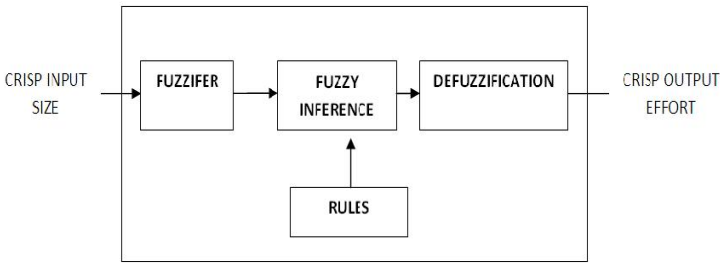 CRISP INPUT
SIZE
FUZZIFER
FUZZY
INFERENCE
DEFUZZIFICATION
CRISP OUTPUT
EFFORT
RULES